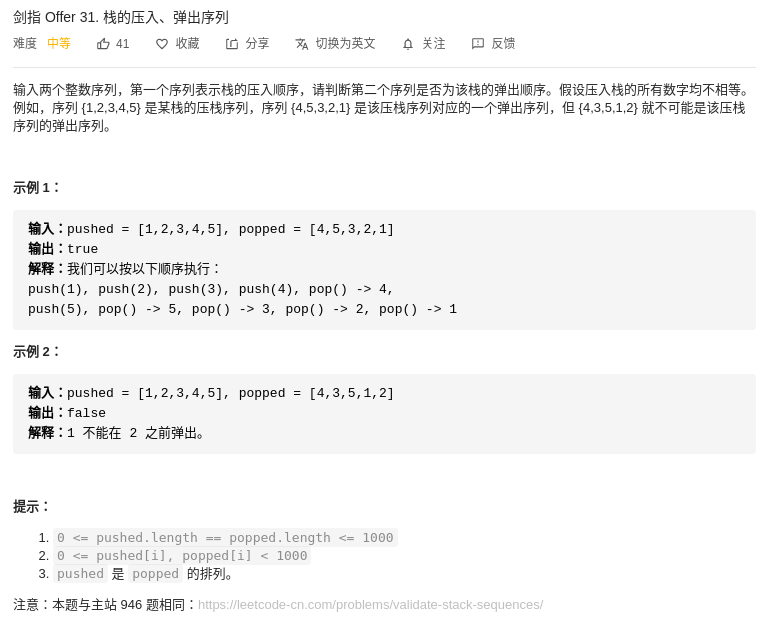 剑指 Offer 31. 栈的压入、弹出序列
难度 中等 41 收藏 分享 切换为英文 关注 反馈
输入两个整数序列，第一个序列表示栈的压入顺序，请判断第二个序列是否为该栈的弹出顺序。假设压入栈的所有数字均不相等。
例如，序列 {1,2,3,4,5} 是某栈的压栈序列，序列 {4,5,3,2,1} 是该压栈序列对应的一个弹出序列，但 {4,3,5,1,2} 就不可能是该压栈
序列的弹出序列。
示例 1：
输入：pushed = [1,2,3,4,5], popped = [4,5,3,2,1]
输出：true
解释：我们可以按以下顺序执行：
push(1), push(2), push(3), push(4), pop() -> 4,
push(5), pop() -> 5, pop() -> 3, pop() -> 2, pop() -> 1
示例 2：
输入：pushed = [1,2,3,4,5], popped = [4,3,5,1,2]
输出：false
解释：1 不能在 2 之前弹出。
提示：
1. 0 <= pushed.length == popped.length <= 1000
2. 0 <= pushed[i], popped[i] < 1000
3. pushed 是 popped 的排列。
注意：本题与主站 946 题相同：https://leetcode-cn.com/problems/validate-stack-sequences/